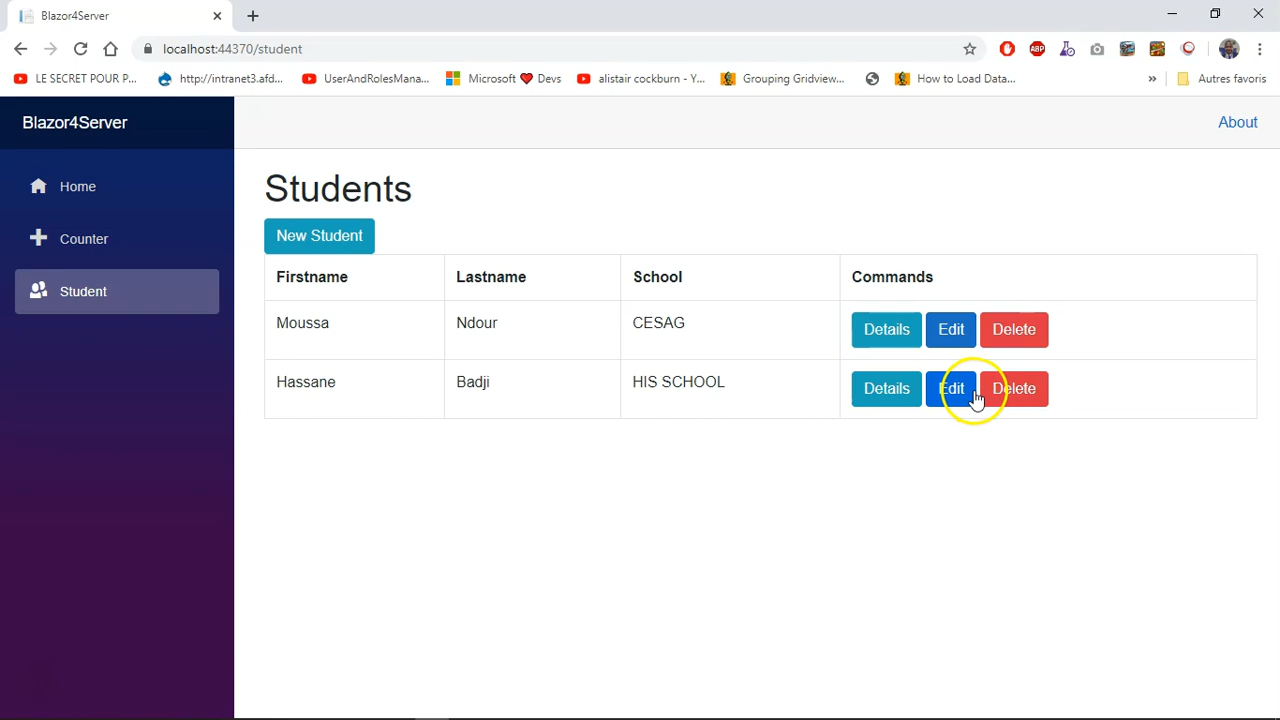 Blazor4Server
localhost:44370/student
ABP
LE SECRET POUR P...
http://intranet3.afd...
UserAndRolesMana...
Microsoft ❤ Devs
alistair cockburn - Y...
Grouping Gridview...
How to Load Data...
»
Autres favoris
Blazor4Server
About
Home
Counter
Student
Students
New Student
Firstname Lastname School Commands
Moussa Ndour CESAG Details Edit Delete
Hassane Badji HIS SCHOOL Details Edit Delete